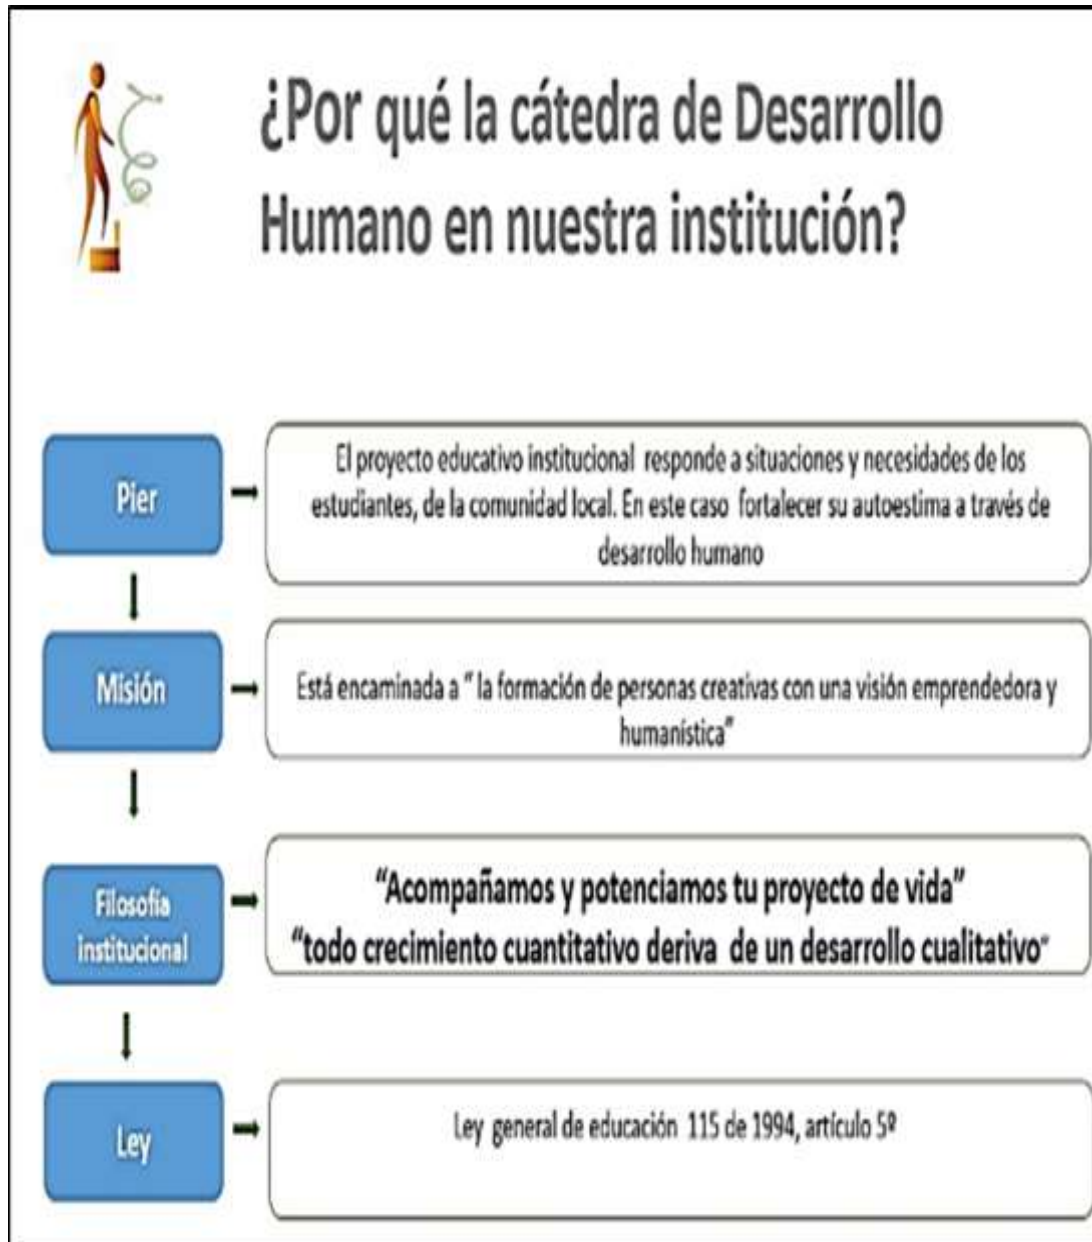 ¿Por qué la cátedra de Desarrollo
Humano en nuestra institución?
Pier
El proyecto educativo institucional responde a situaciones y necesidades de los
estudiantes, de la comunidad local. En este caso fortalecer su autoestima a través de
desarrollo humano
Misión
Está encaminada a " la formación de personas creativas con una visión emprendedora y
humanística"
Filosofía
institucional
"Acompañamos y potenciamos tu proyecto de vida"
"todo crecimiento cuantitativo deriva de un desarrollo cualitativo"
Ley
Ley general de educación 115 de 1994, artículo 5º